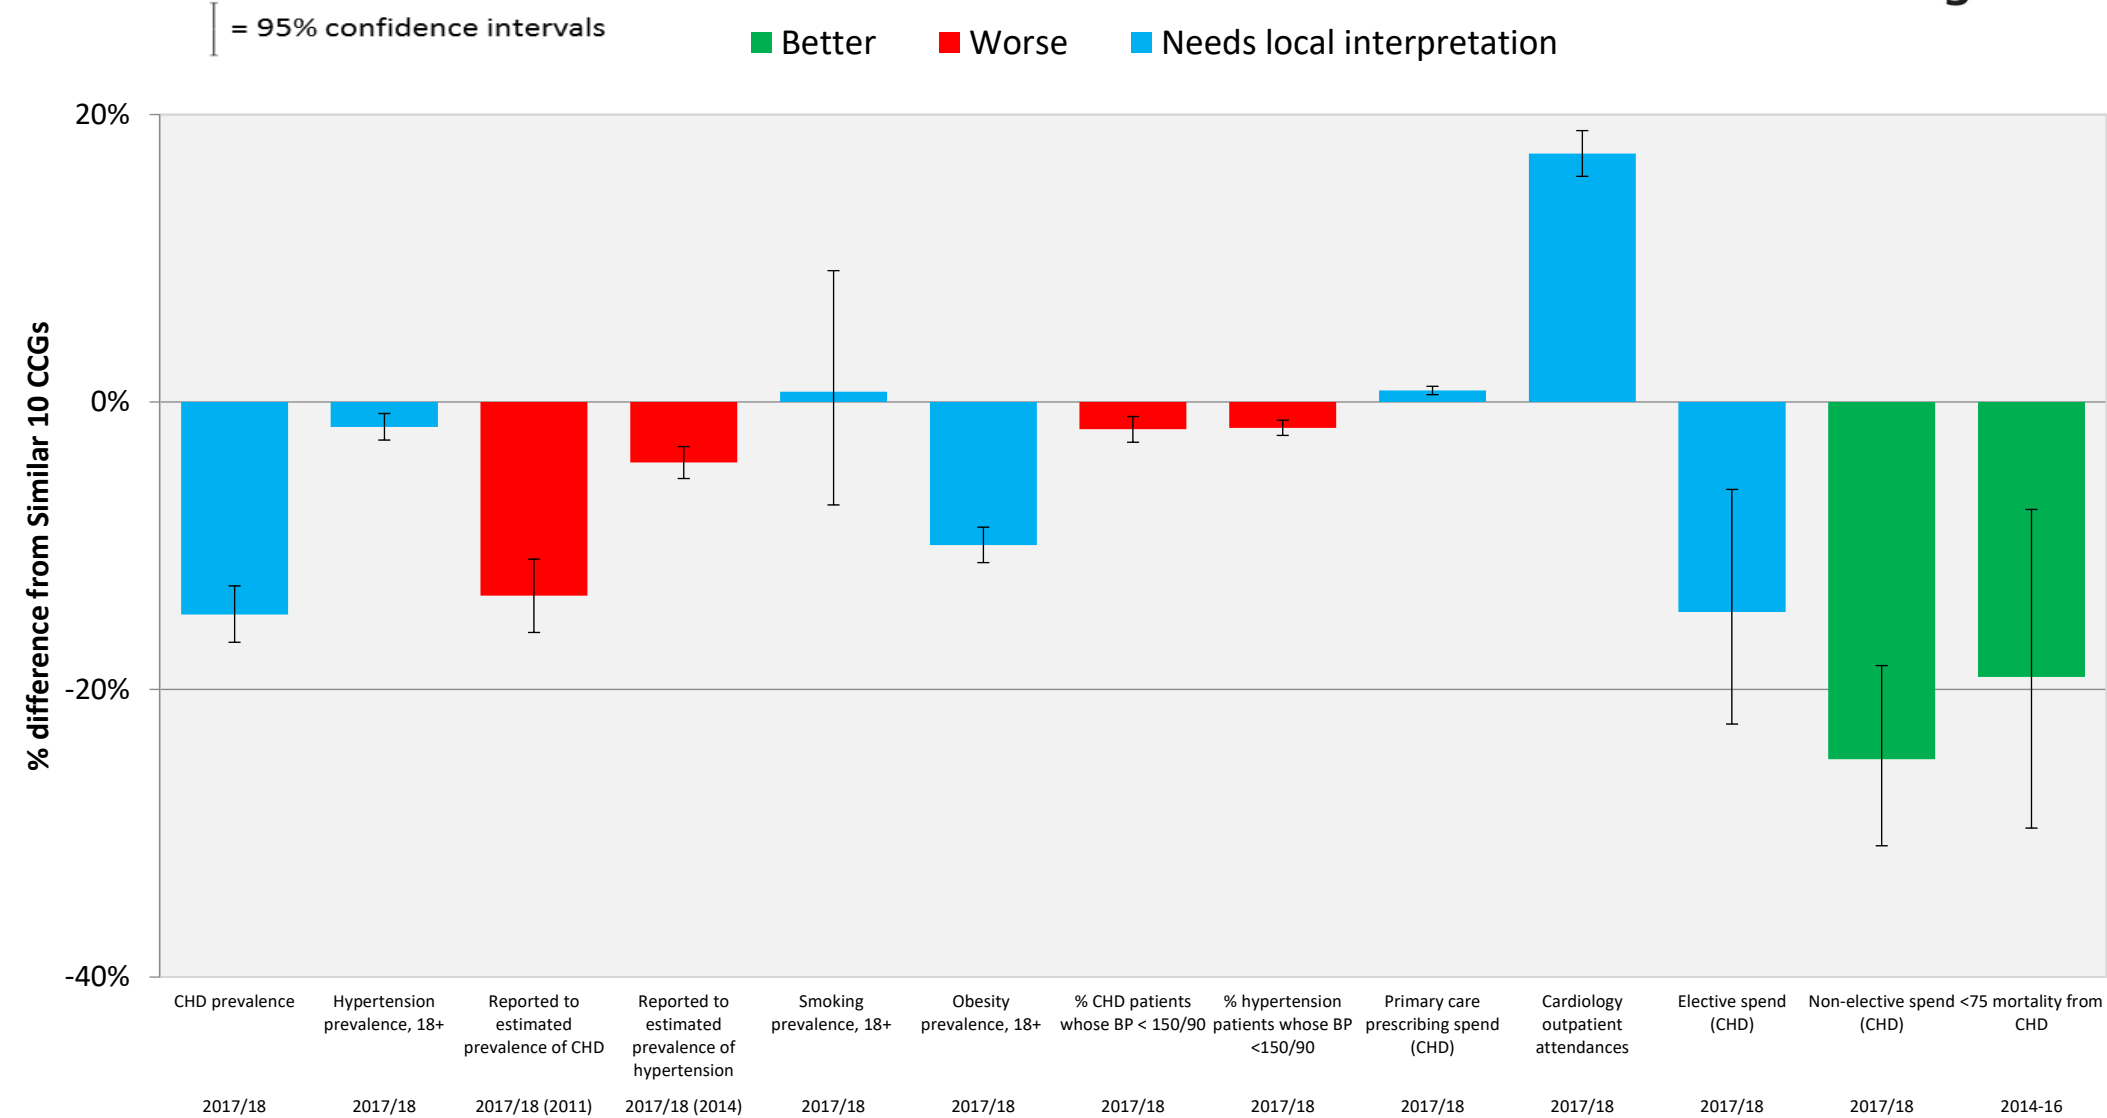 = 95% confidence intervals
Better
Worse
Needs local interpretation
% difference from Similar 10 CCGs
20%
0%
-20%
-40%
CHD prevalence
2017/18
Hypertension
prevalence, 18+
2017/18
Reported to
estimated
prevalence of CHD
2017/18 (2011)
Reported to
estimated
prevalence of
hypertension
2017/18 (2014)
Smoking
prevalence, 18+
2017/18
Obesity
prevalence, 18+
2017/18
% CHD patients
whose BP < 150/90
2017/18
% hypertension
patients whose BP
<150/90
2017/18
Primary care
prescribing spend
(CHD)
2017/18
Cardiology
outpatient
attendances
2017/18
Elective spend
(CHD)
2017/18
Non-elective spend
(CHD)
2017/18
<75 mortality from
CHD
2014-16